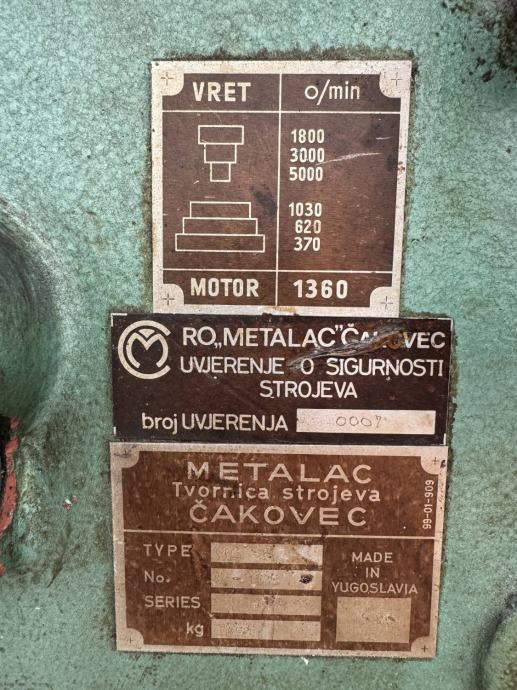 VRET o/min
1800
3000
5000
1030
620
370
MOTOR 1360
RO„METALAC"ČAKOVEC
UVJERENJE O SIGURNOSTI
STROJEVA
broj UVJERENJA 0007
METALAC
Tvornica strojeva
ČAKOVEC
TYPE
No.
SERIES
kg
MADE
IN
YUGOSLAVIA
99-01-909